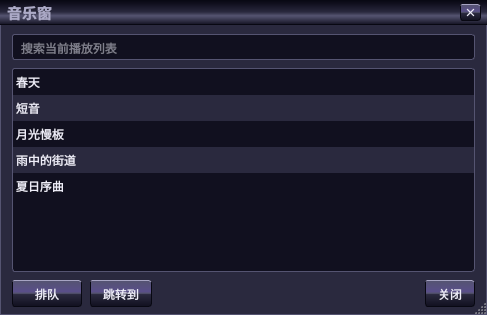 音乐窗
搜索当前播放列表
春天
短音
月光慢板
雨中的街道
夏日序曲
排队 跳转到 关闭